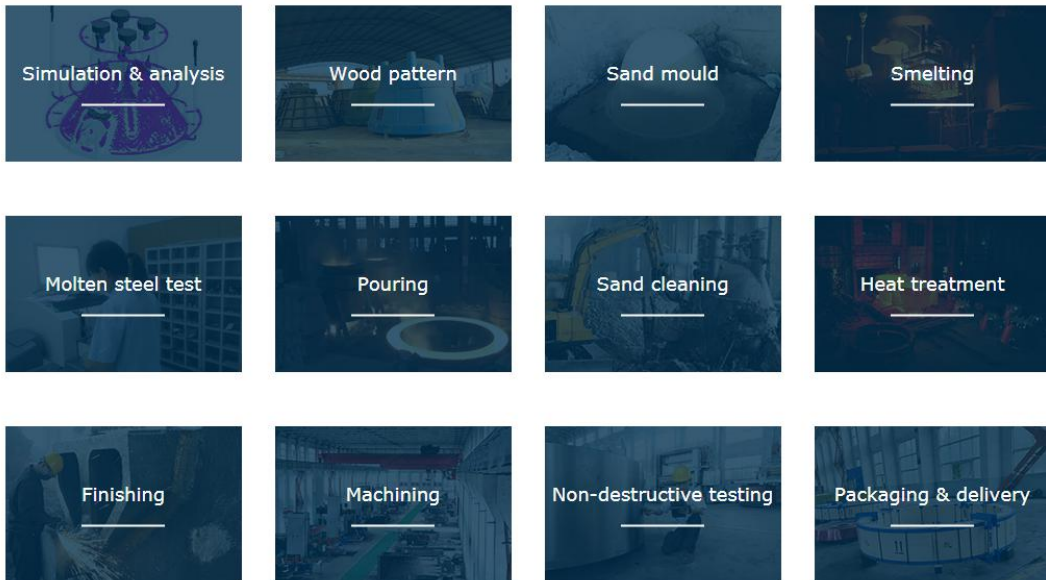 Simulation & analysis
Wood pattern
Sand mould
Smelting
Molten steel test
Pouring
Sand cleaning
Heat treatment
Finishing
Machining
Non-destructive testing
Packaging & delivery